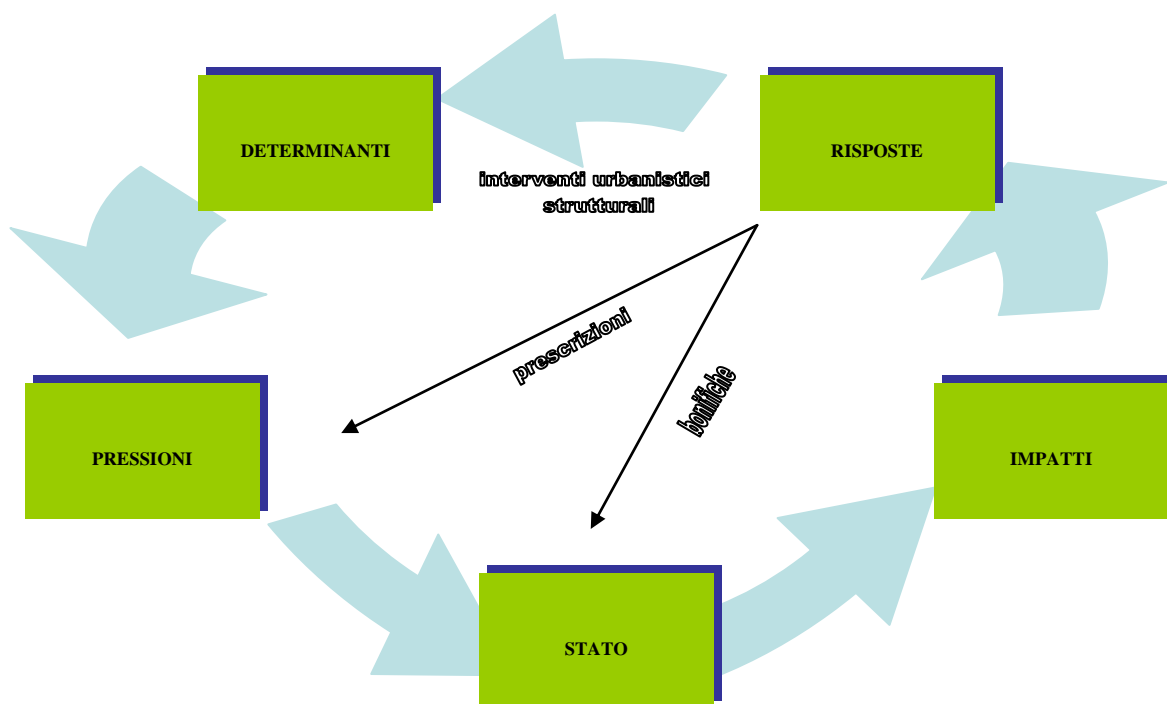 DETERMINANTI
RISPOSTE
interventi urbanistici
strutturali
prescrizioni
bonifiche
PRESSIONI
IMPATTI
STATO